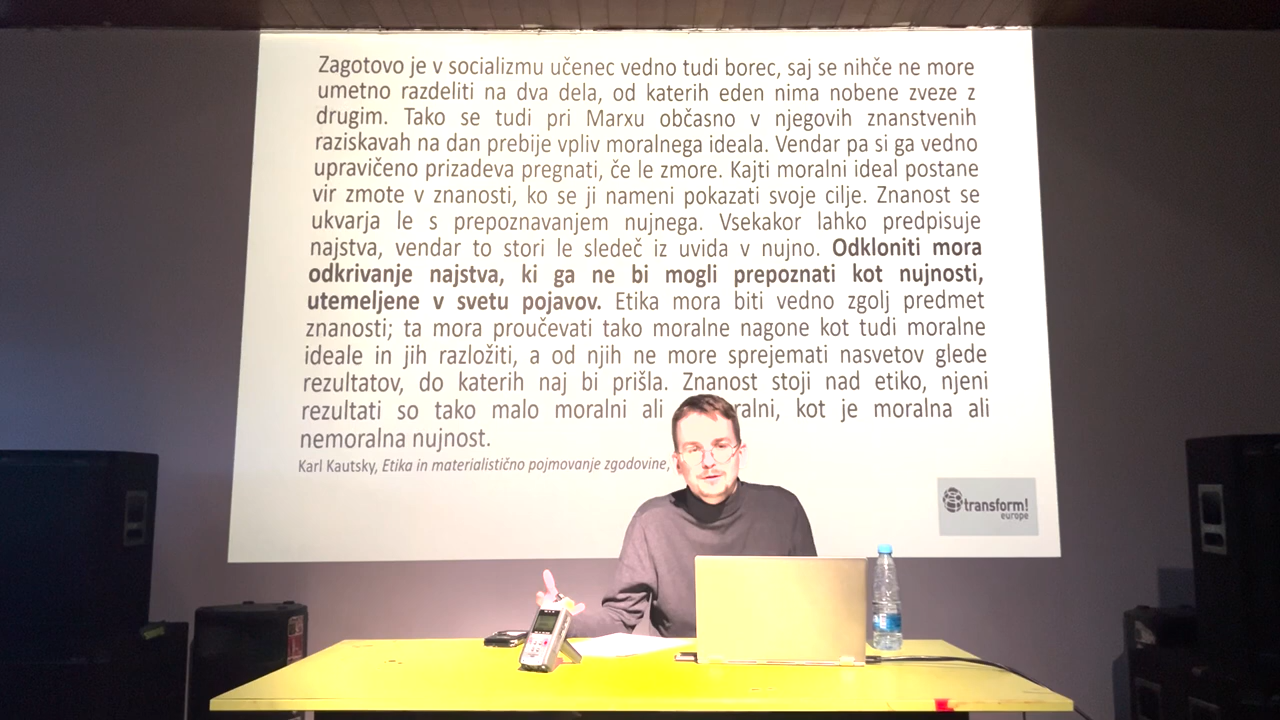 Zagotovo je v socializmu učenec vedno tudi borec, saj se nihče ne more
umetno razdeliti na dva dela, od katerih eden nima nobene zveze z
drugim. Tako se tudi pri Marxu občasno v njegovih znanstvenih
raziskavah na dan prebije vpliv moralnega ideala. Vendar pa si ga vedno
upravičeno prizadeva pregnati, če le zmore. Kajti moralni ideal postane
vir zmote v znanosti, ko se ji nameni pokazati svoje cilje. Znanost se
ukvarja le s prepoznavanjem nujnega. Vsekakor lahko predpisuje
najstva, vendar to stori le sledeč iz uvida v nujno. Odkloniti mora
odkrivanje najstva, ki ga ne bi mogli prepoznati kot nujnosti,
utemeljene v svetu pojavov. Etika mora biti vedno zgolj predmet
znanosti; ta mora proučevati tako moralne nagone kot tudi moralne
ideale in jih razložiti, a od njih ne more sprejemati nasvetov glede
rezultatov, do katerih naj bi prišla. Znanost stoji nad etiko, njeni
rezultati so tako malo moralni ali ralni, kot je moralna ali
nemoralna nujnost.
Karl Kautsky, Etika in materialistično pojmovanje zgodovine,
transform!
europe